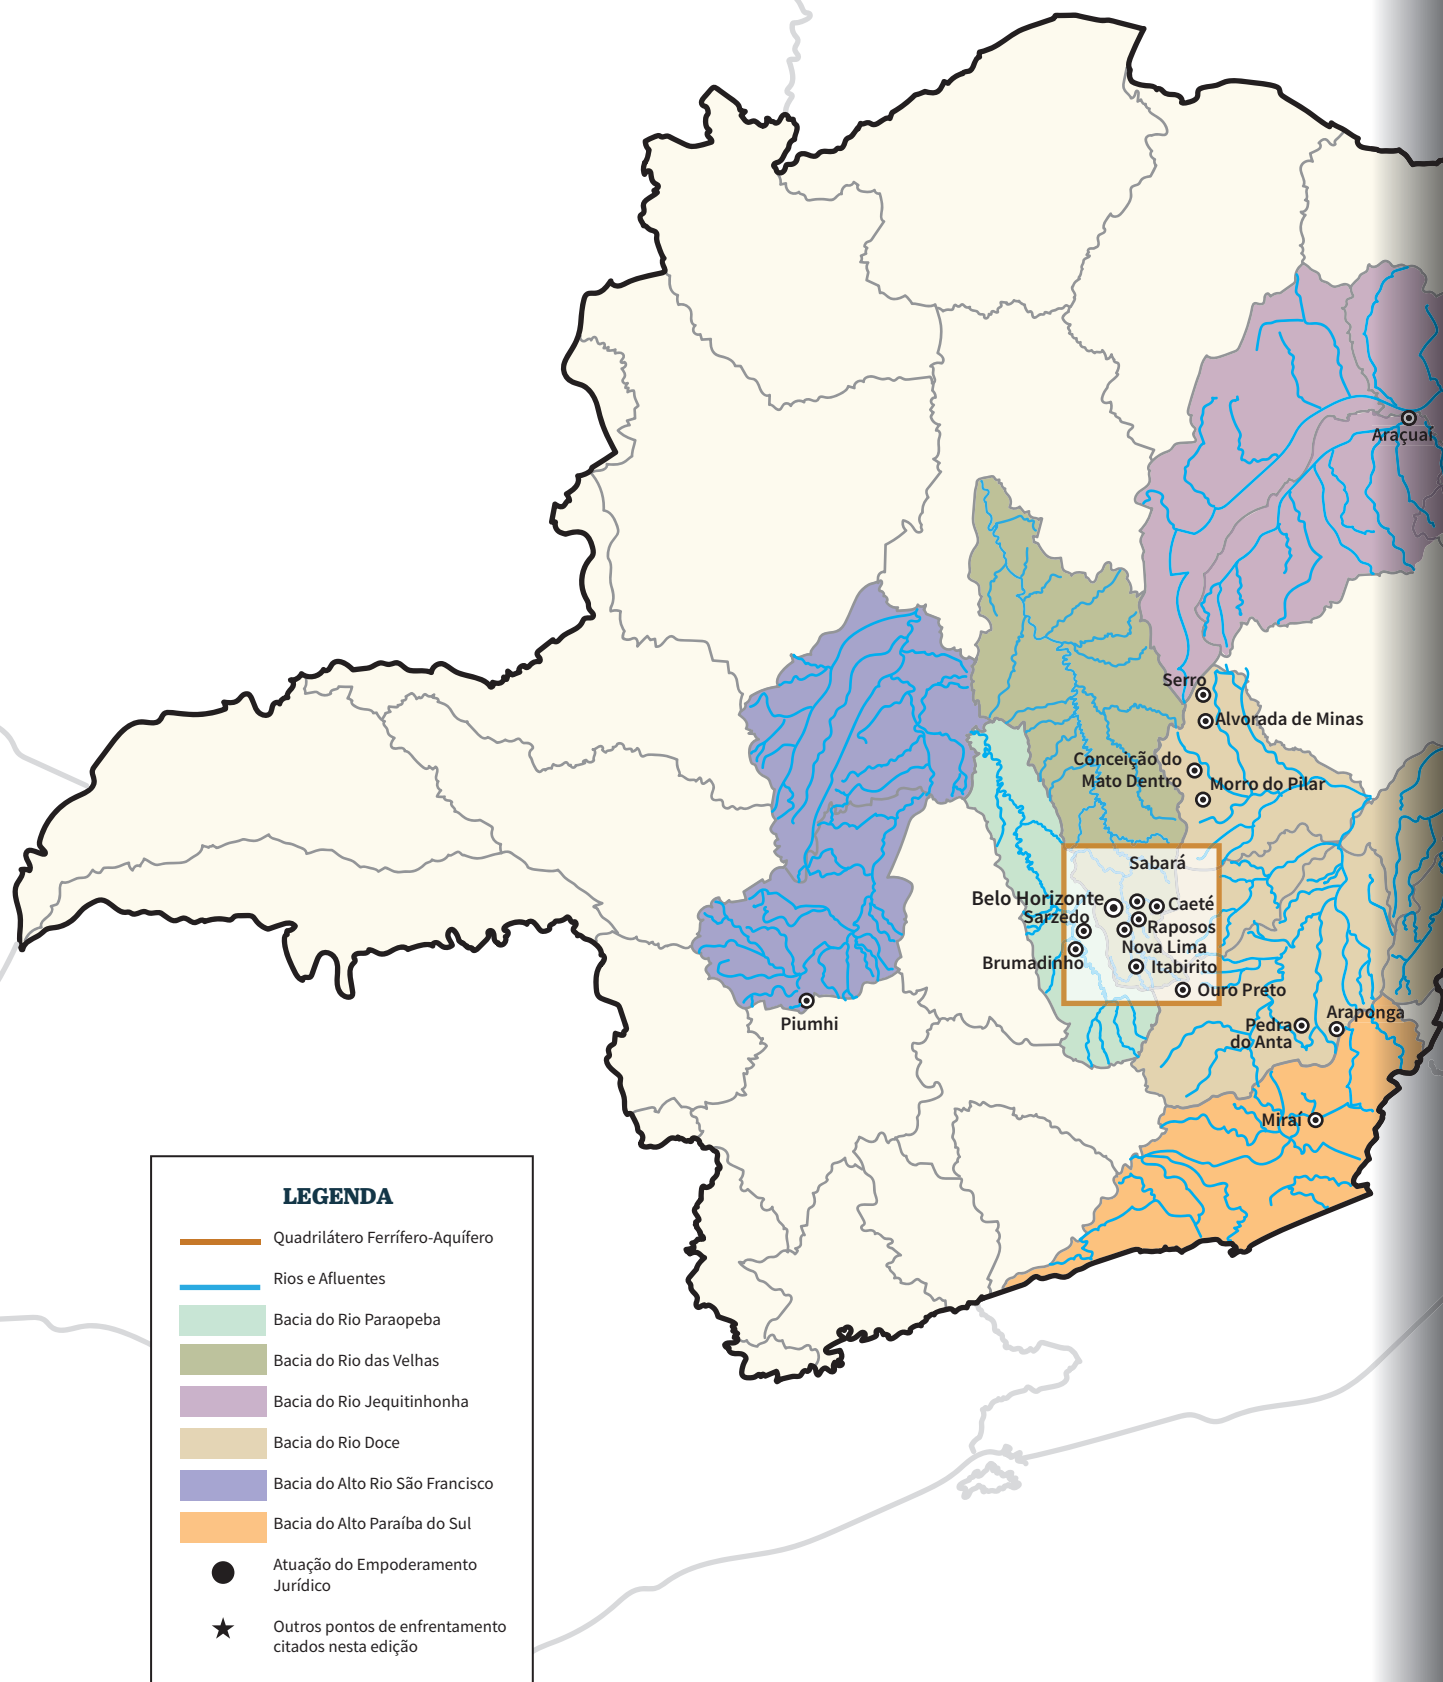 Araçuaí
Serro
Alvorada de Minas
Conceição do
Mato Dentro
Morro do Pilar
Sabará
Belo Horizonte
Caeté
Sarzedo
Raposos
Nova Lima
Brumadinho
Itabirito
Ouro Preto
Piumhi
Araponga
Pedra
do Anta
Miraí
LEGENDA
Quadrilátero Ferrífero-Aquífero
Rios e Afluentes
Bacia do Rio Paraopeba
Bacia do Rio das Velhas
Bacia do Rio Jequitinhonha
Bacia do Rio Doce
Bacia do Alto Rio São Francisco
Bacia do Alto Paraíba do Sul
Atuação do Empoderamento
Jurídico
Outros pontos de enfrentamento
citados nesta edição